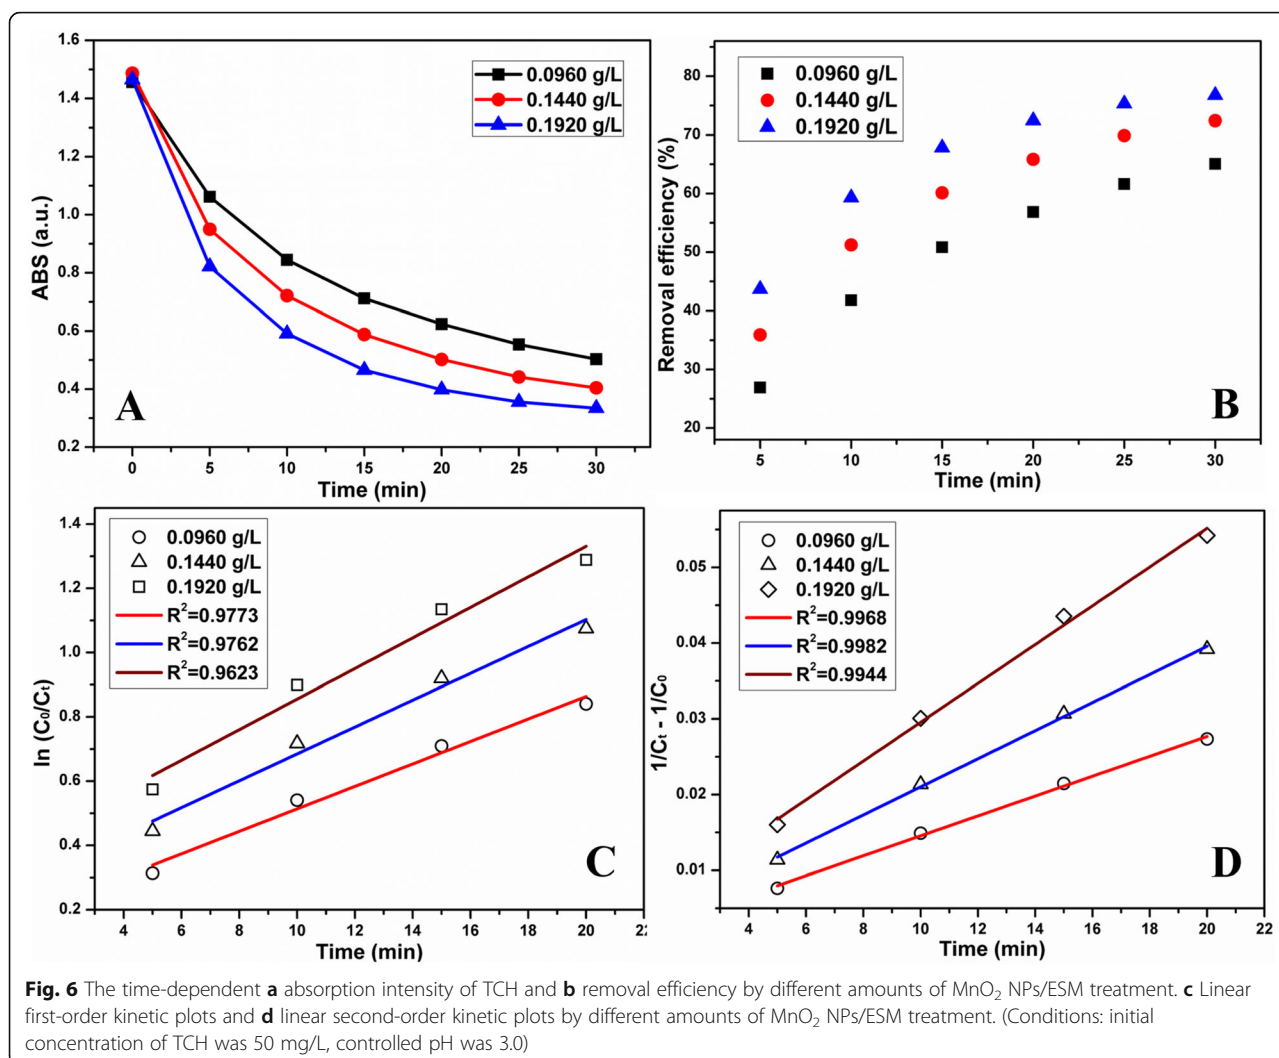 1.6
1.4
1.2
1.0
0.8
0.6
0.4
0.2
ABS (a.u.)
0.0960 g/L
0.1440 g/L
0.1920 g/L
A
0 5 10 15 20 25 30
Time (min)
80
70
60
50
40
30
20
Removal efficiency (%)
0.0960 g/L
0.1440 g/L
0.1920 g/L
B
5 10 15 20 25 30
Time (min)
1.4
1.2
1.0
0.8
0.6
0.4
0.2
ln (C₀/Cₜ)
0.0960 g/L
0.1440 g/L
0.1920 g/L
R²=0.9773
R²=0.9762
R²=0.9623
C
4 6 8 10 12 14 16 18 20 22
Time (min)
0.05
0.04
0.03
0.02
0.01
1/Cₜ - 1/C₀
0.0960 g/L
0.1440 g/L
0.1920 g/L
R²=0.9968
R²=0.9982
R²=0.9944
D
4 6 8 10 12 14 16 18 20 22
Time (min)
Fig. 6 The time-dependent a absorption intensity of TCH and b removal efficiency by different amounts of MnO₂ NPs/ESM treatment. c Linear
first-order kinetic plots and d linear second-order kinetic plots by different amounts of MnO₂ NPs/ESM treatment. (Conditions: initial
concentration of TCH was 50 mg/L, controlled pH was 3.0)